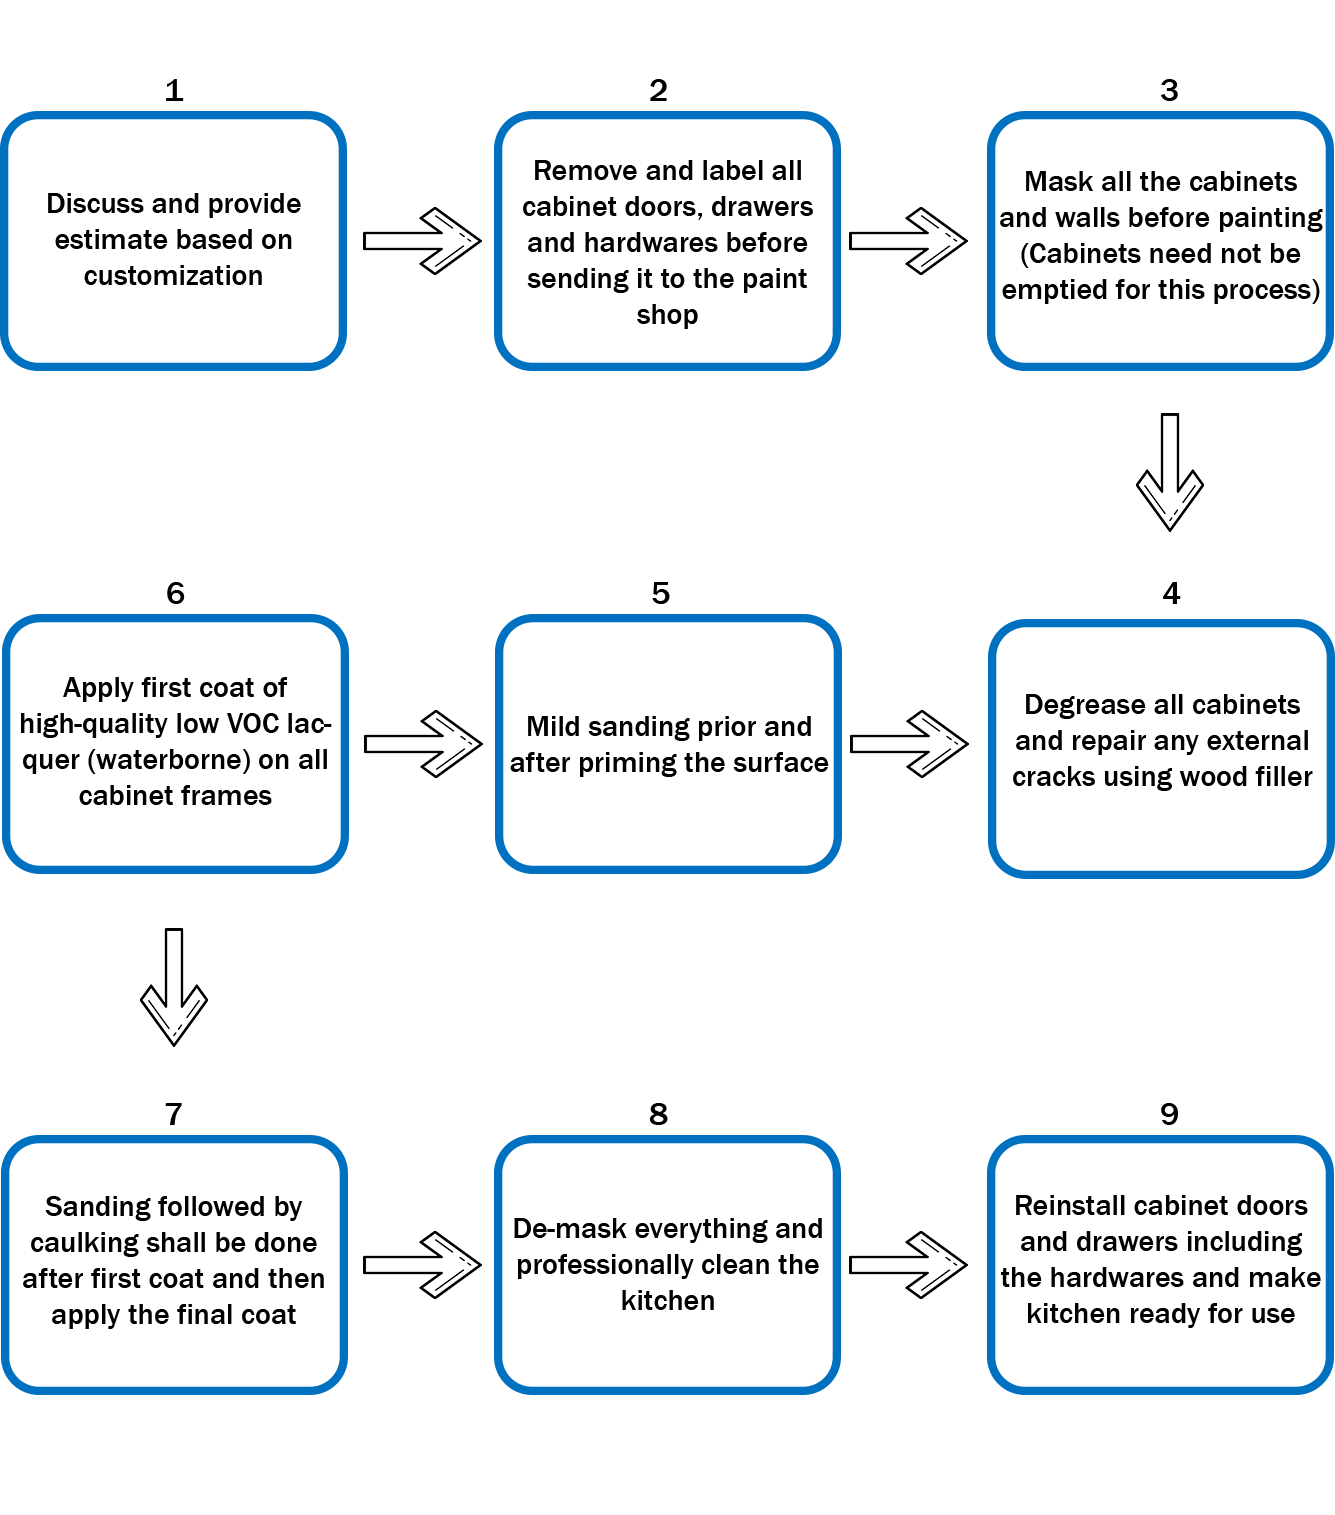 1
Discuss and provide
estimate based on
customization
2
Remove and label all
cabinet doors, drawers
and hardwares before
sending it to the paint
shop
3
Mask all the cabinets
and walls before painting
(Cabinets need not be
emptied for this process)
4
Degrease all cabinets
and repair any external
cracks using wood filler
5
Mild sanding prior and
after priming the surface
6
Apply first coat of
high-quality low VOC lac-
quer (waterborne) on all
cabinet frames
7
Sanding followed by
caulking shall be done
after first coat and then
apply the final coat
8
De-mask everything and
professionally clean the
kitchen
9
Reinstall cabinet doors
and drawers including
the hardwares and make
kitchen ready for use